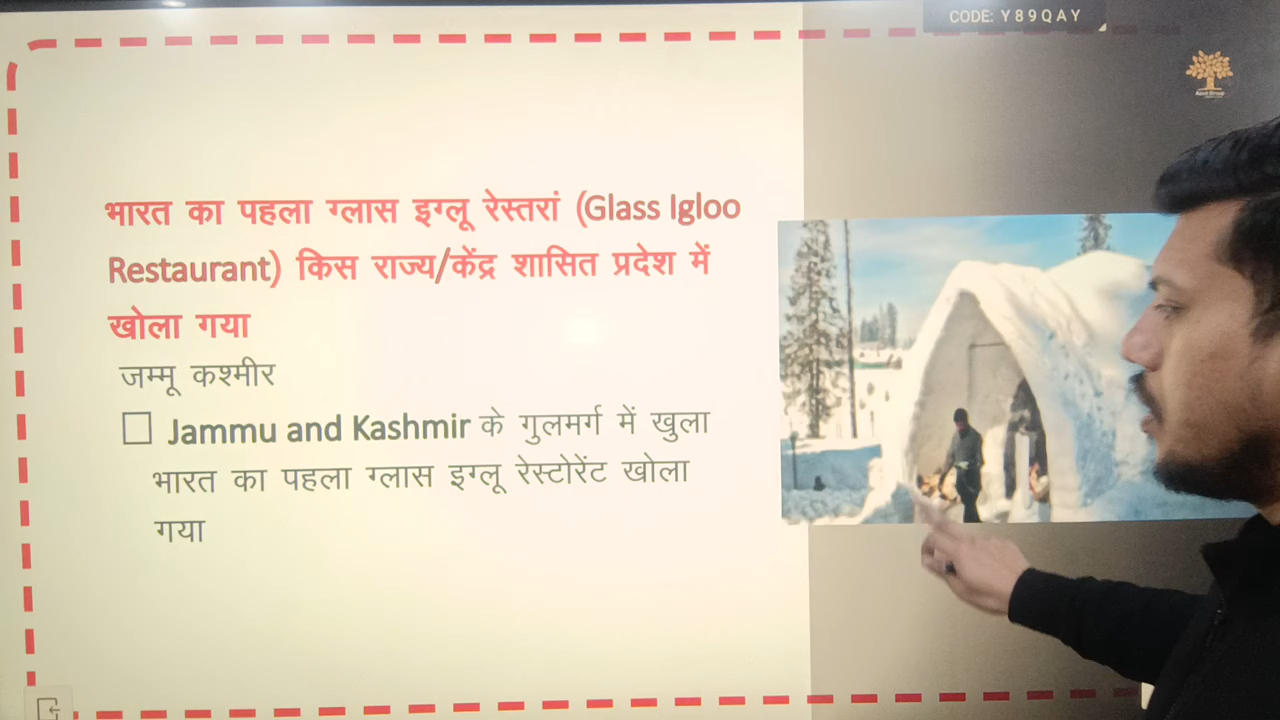 CODE: Y89QAY
भारत का पहला ग्लास इग्लू रेस्तरां (Glass Igloo
Restaurant) किस राज्य/केंद्र शासित प्रदेश में
खोला गया
जम्मू कश्मीर
Jammu and Kashmir के गुलमर्ग में खुला
भारत का पहला ग्लास इग्लू रेस्टोरेंट खोला
गया